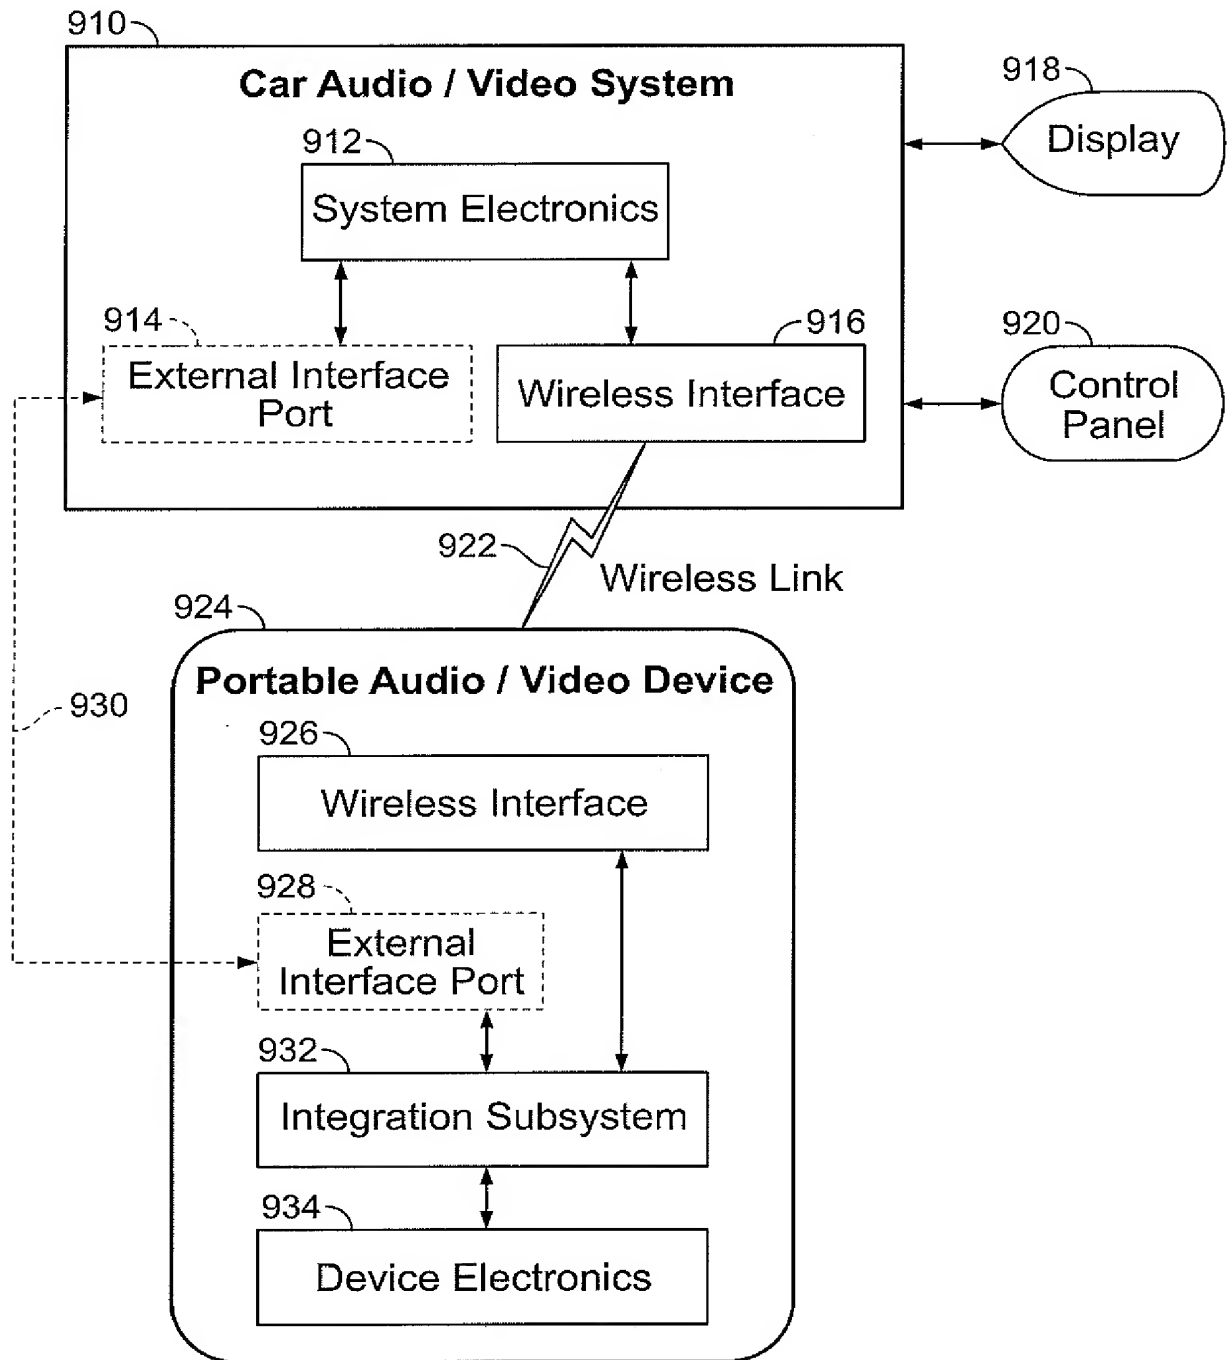 910
Car Audio / Video System
918
Display
912
System Electronics
914
External Interface
Port
916
Wireless Interface
920
Control
Panel
922
Wireless Link
924
Portable Audio / Video Device
930
926
Wireless Interface
928
External
Interface Port
932
Integration Subsystem
934
Device Electronics